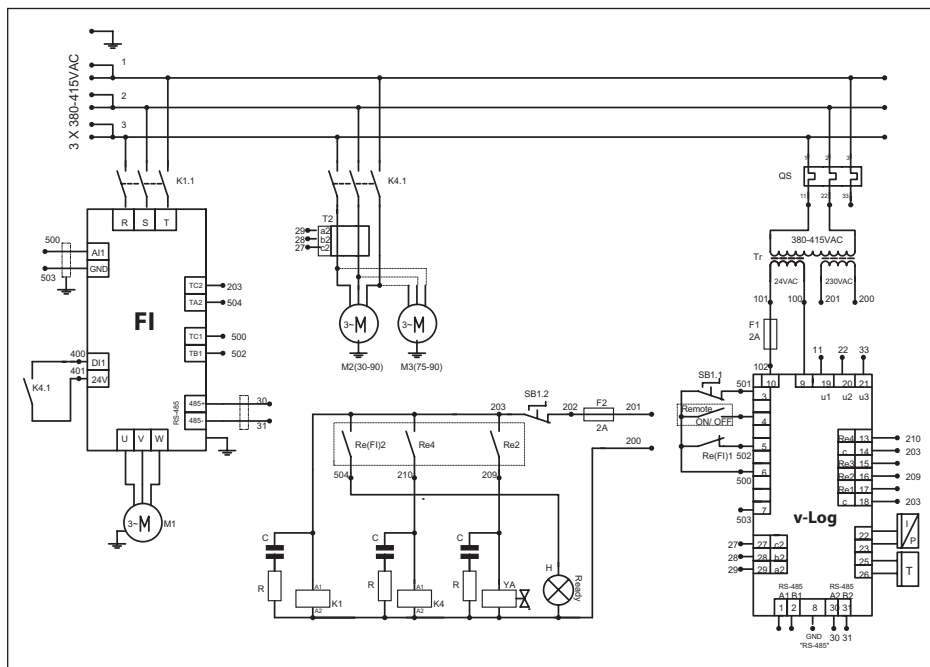 3 X 380-415VAC
1
2
3
K1.1
K4.1
QS
1 2 3
11 22 33
R S T
500
AI1
503
GND
FI
TC2 203
TA2 504
TC1 500
TB1 502
400
DI1
401
24V
K4.1
RS-485
485+ 30
485- 31
U V W
3~ M
M1
T2
29 a2
28 b2
27 c2
3~ M
3~ M
M2(30-90)
M3(75-90)
380-415VAC
Tr
24VAC
230VAC
101 100 201 200
F1
2A
102
11 22 33
SB1.1
501
Remote
ON/ OFF
Re(FI)1
502
500
503
10 9 19 20 21
u1 u2 u3
3
4
5
6
7
Re4 13 210
c 14 203
Re3 15
Re2 16 209
Re1 17
c 18 203
v-Log
22
23
25
26
I
P
T
27 27 c2
28 28 b2
29 29 a2
RS-485 RS-485
A1 B1 A2 B2
1 2 8 30 31
GND
"RS-485"
30 31
203
SB1.2
202
F2
2A
201
200
Re(FI)2
Re4
Re2
504
210
209
C
R
A1
A2
K1
C
R
A1
A2
K4
C
R
YA
H
Ready